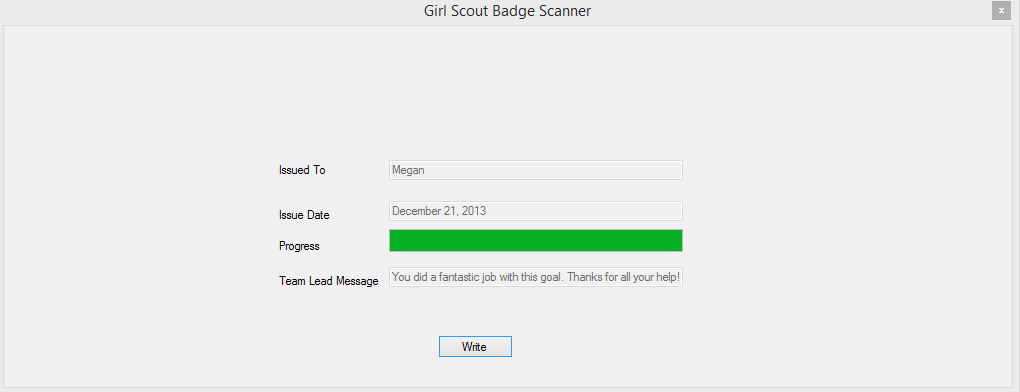 Girl Scout Badge Scanner
x
Issued To Megan
Issue Date December 21, 2013
Progress
Team Lead Message You did a fantastic job with this goal. Thanks for all your help!
Write